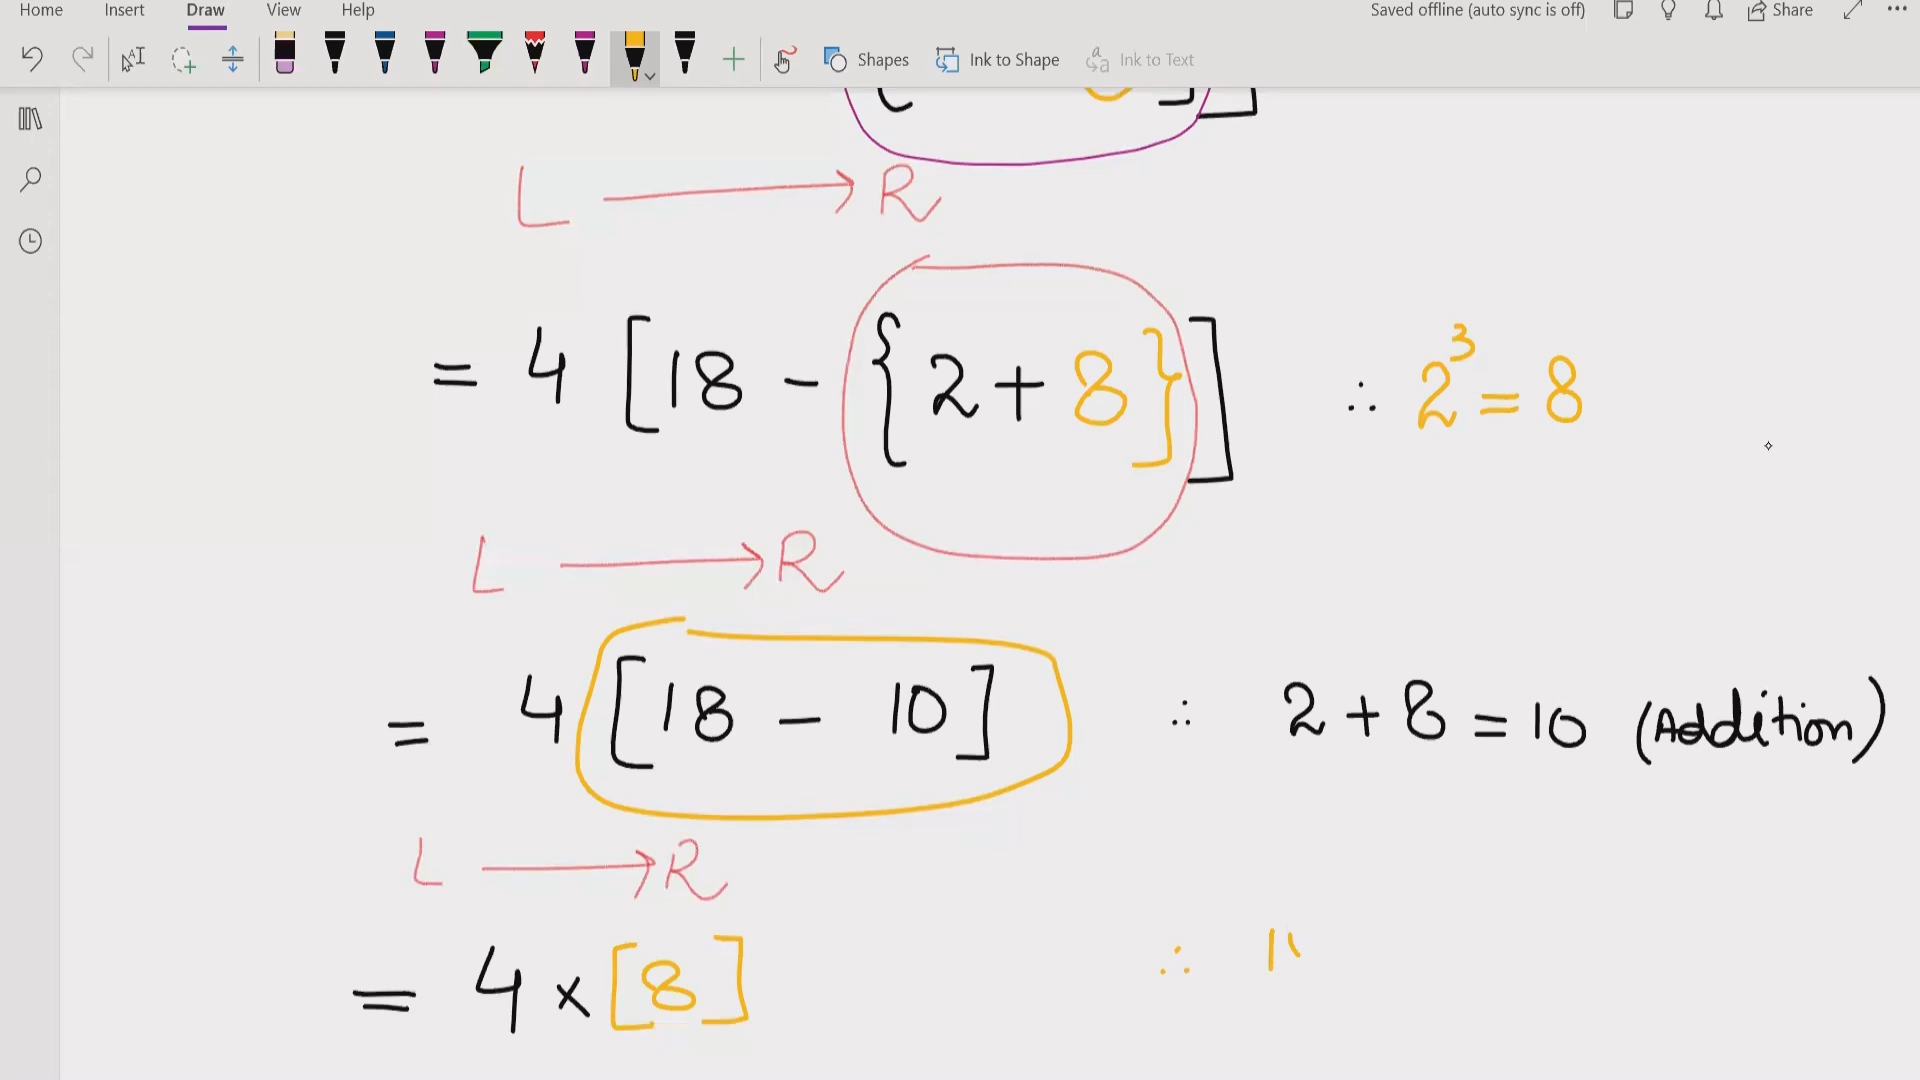 Home Insert Draw View Help Saved offline (auto sync is off) Share
Shapes Ink to Shape Ink to Text
L → R
= 4 [18 - {2 + 8}] ∴ 2³ = 8
L → R
= 4 [18 - 10] ∴ 2 + 8 = 10 (Addition)
L → R
= 4 × [8] ∴